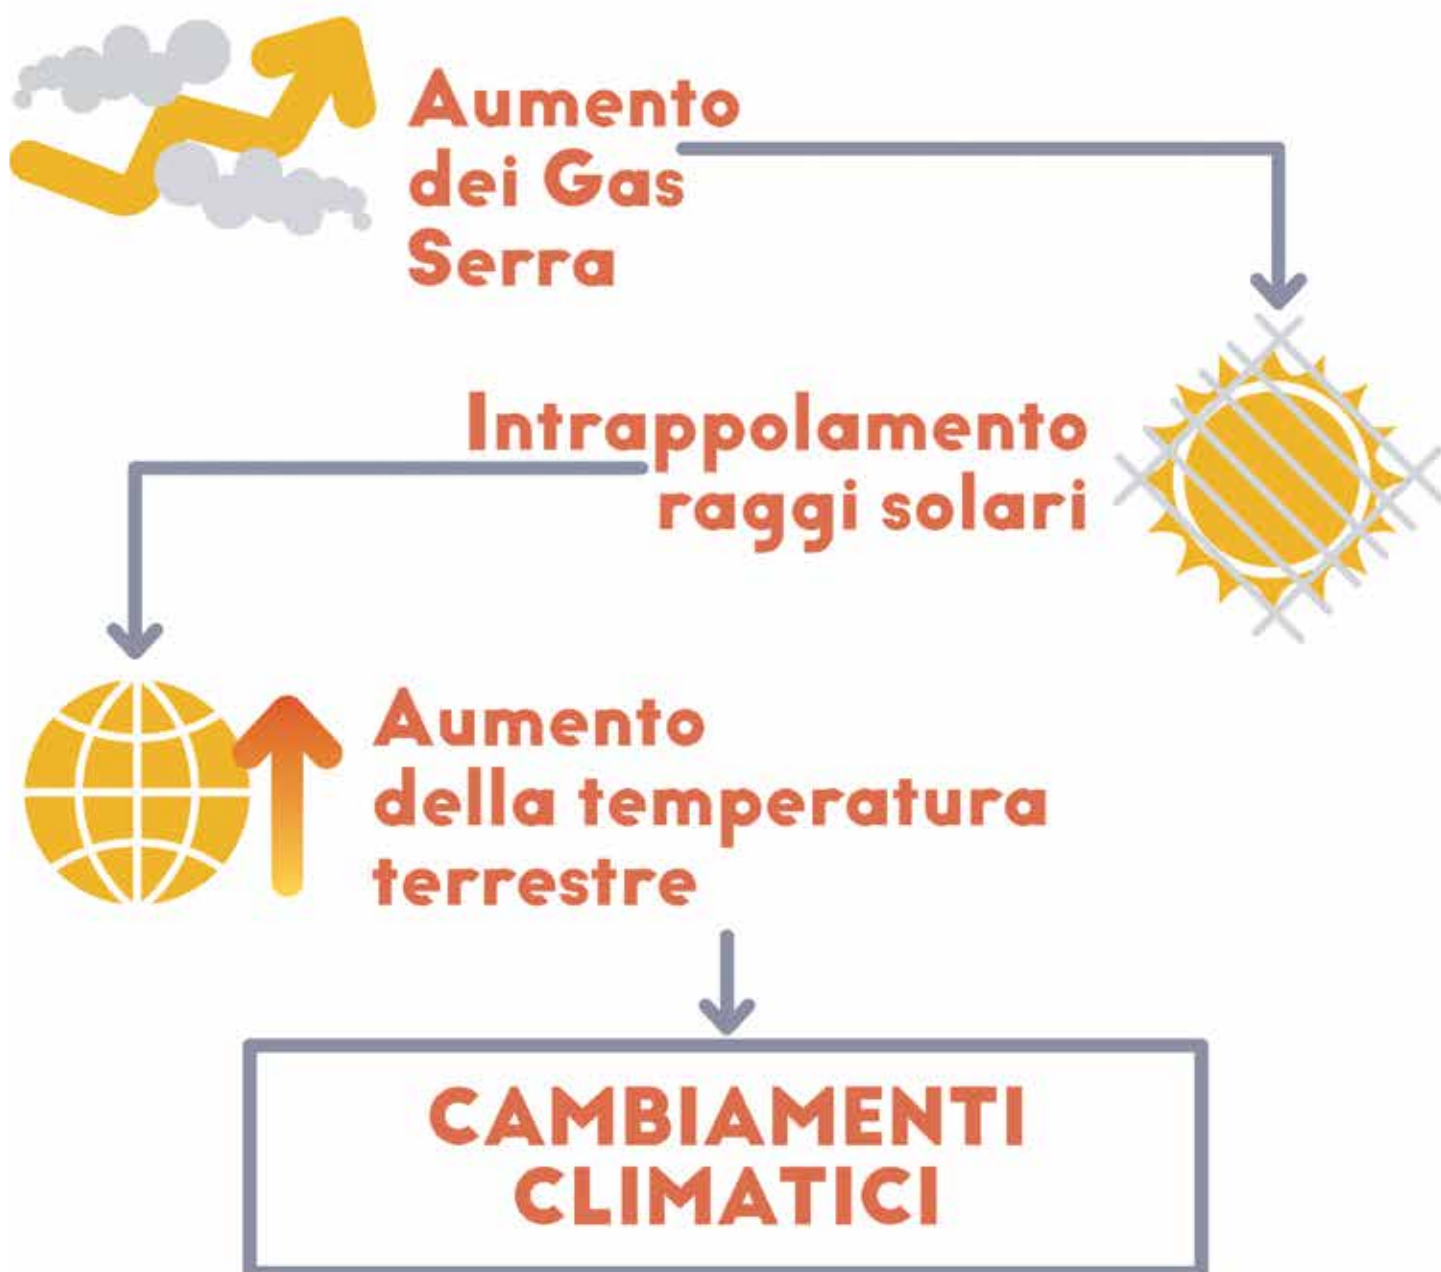 Aumento
dei Gas
Serra
Intrappolamento
raggi solari
Aumento
della temperatura
terrestre
CAMBIAMENTI
CLIMATICI